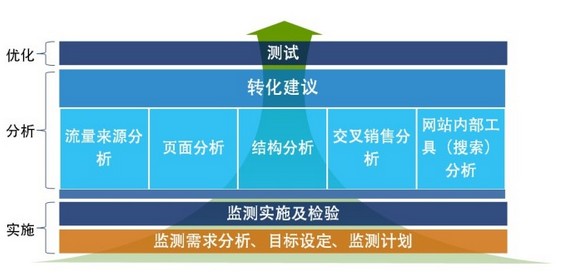 优化
测试
分析
转化建议
流量来源分
析
页面分析
结构分析
交叉销售分
析
网站内部工
具（搜索）
分析
实施
监测实施及检验
监测需求分析、目标设定、监测计划